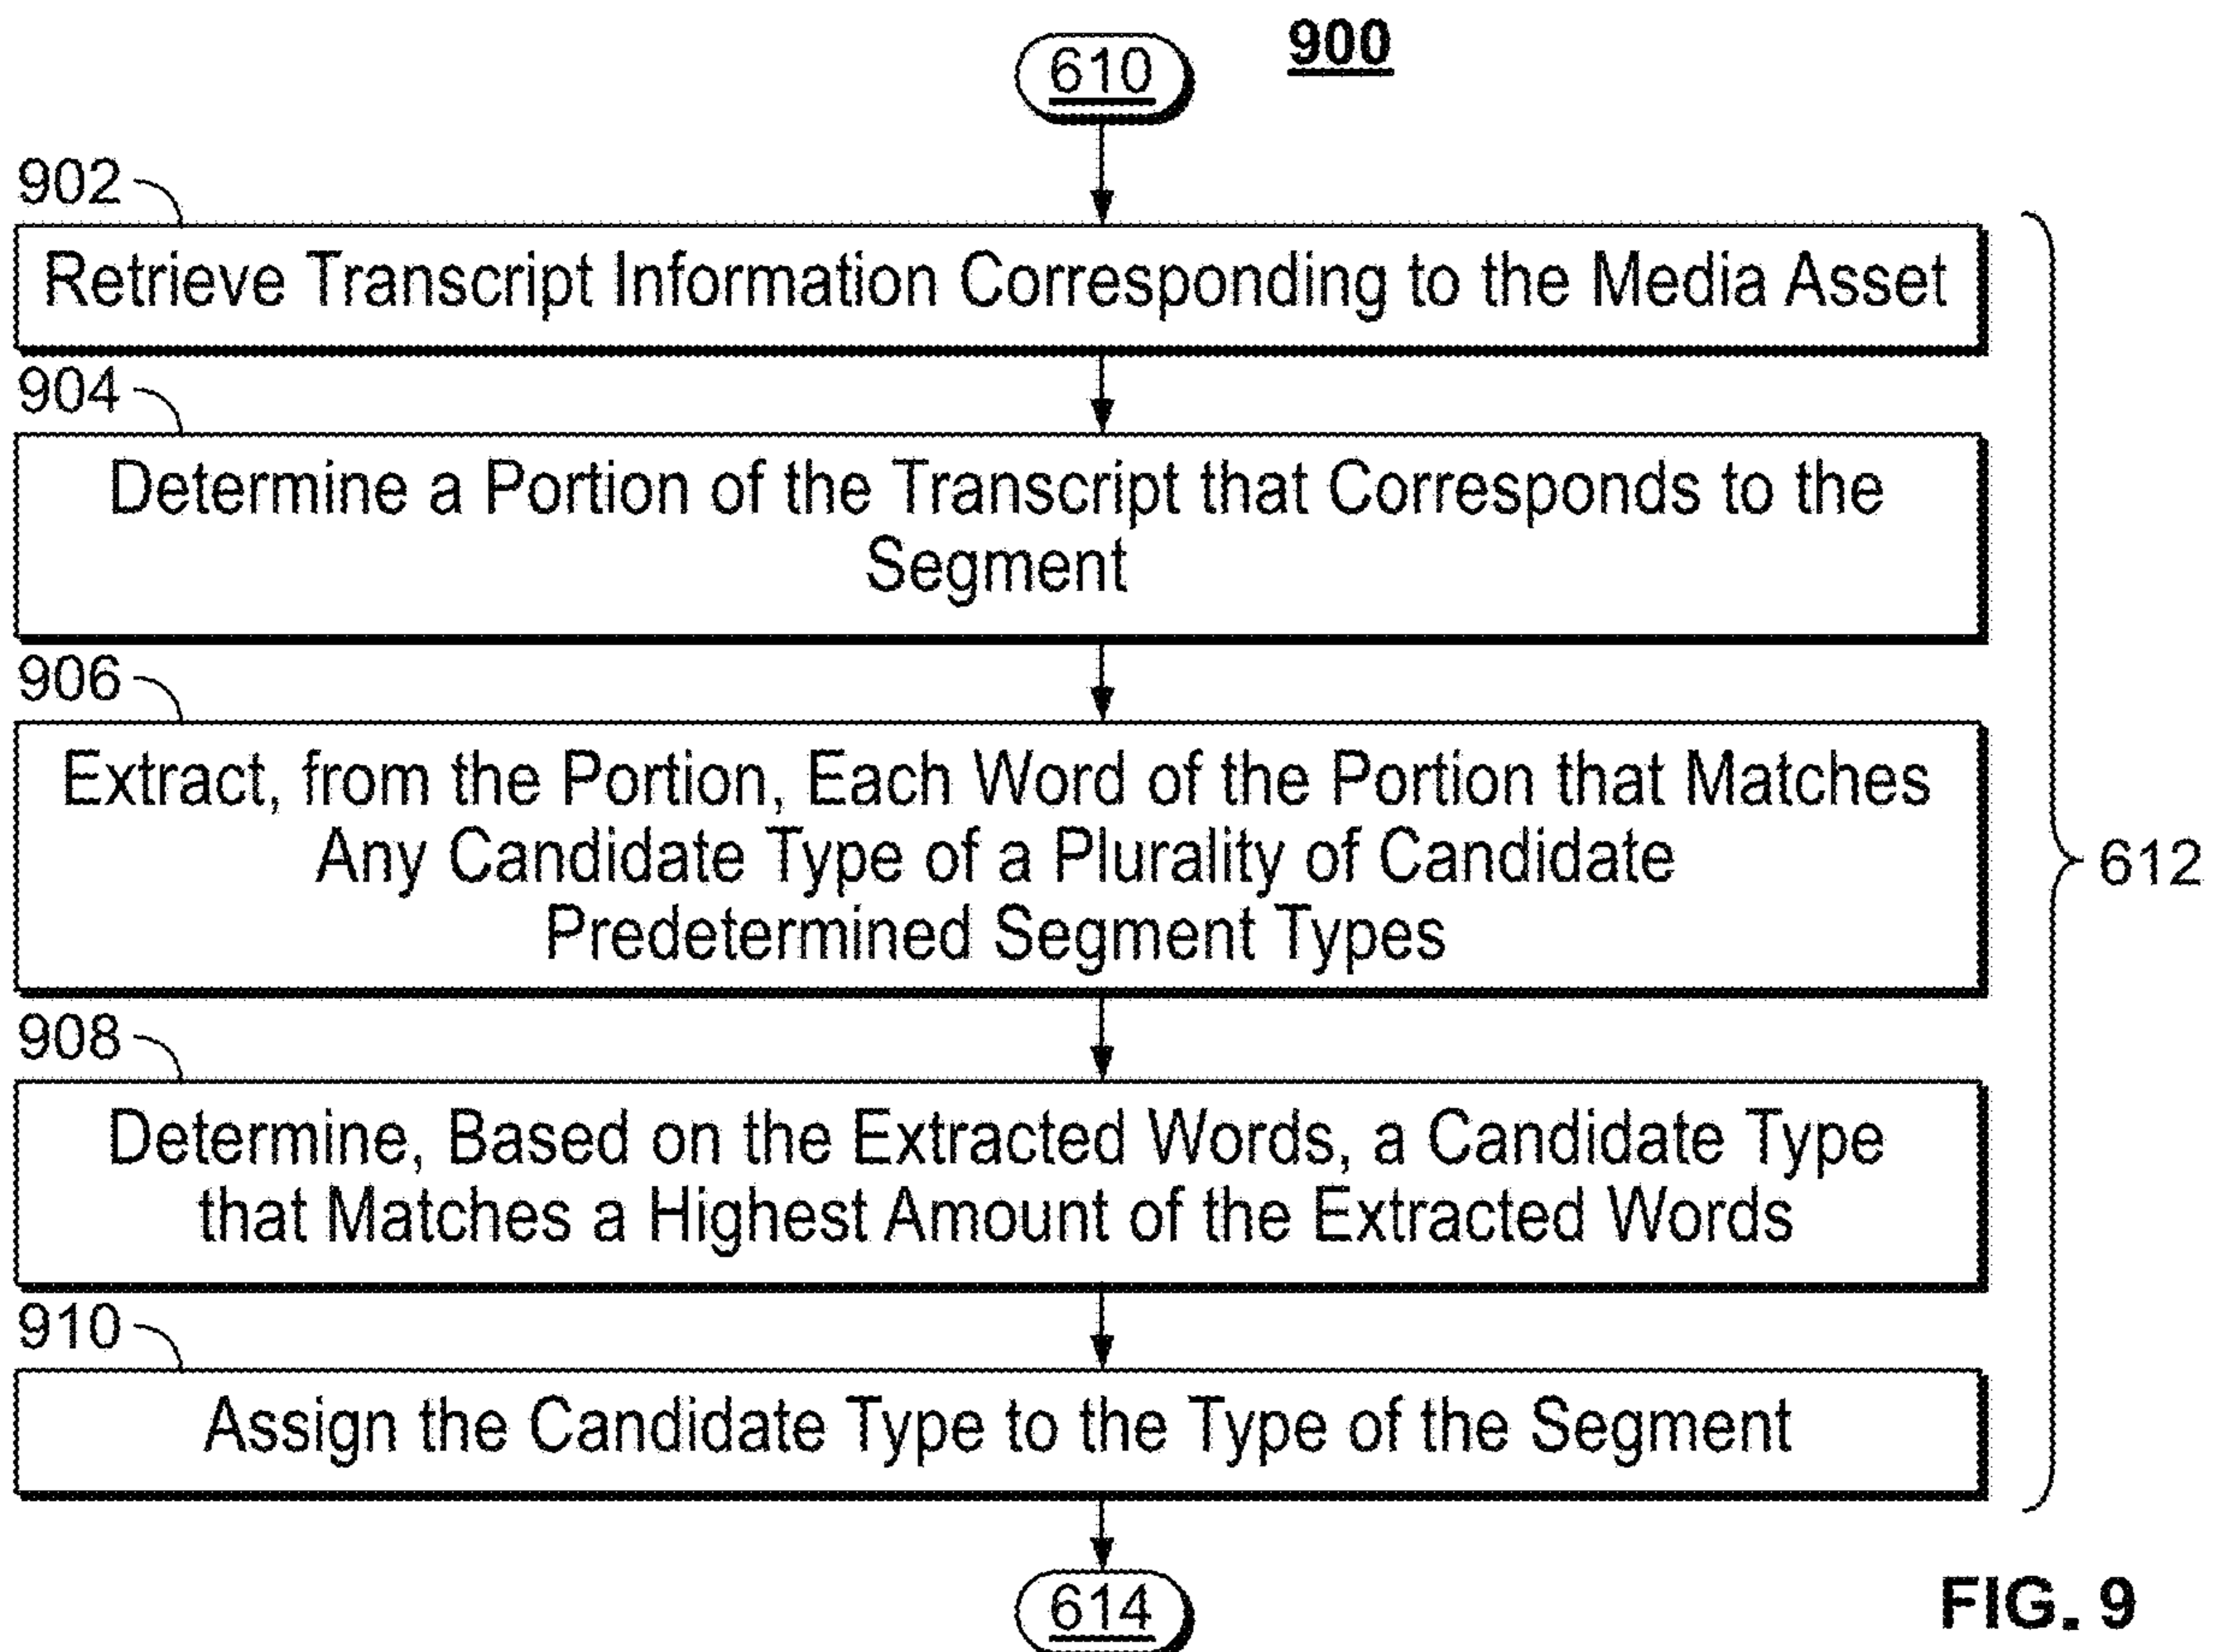 900
610
902
Retrieve Transcript Information Corresponding to the Media Asset
904
Determine a Portion of the Transcript that Corresponds to the
Segment
906
Extract, from the Portion, Each Word of the Portion that Matches
Any Candidate Type of a Plurality of Candidate
Predetermined Segment Types
612
908
Determine, Based on the Extracted Words, a Candidate Type
that Matches a Highest Amount of the Extracted Words
910
Assign the Candidate Type to the Type of the Segment
614
FIG. 9